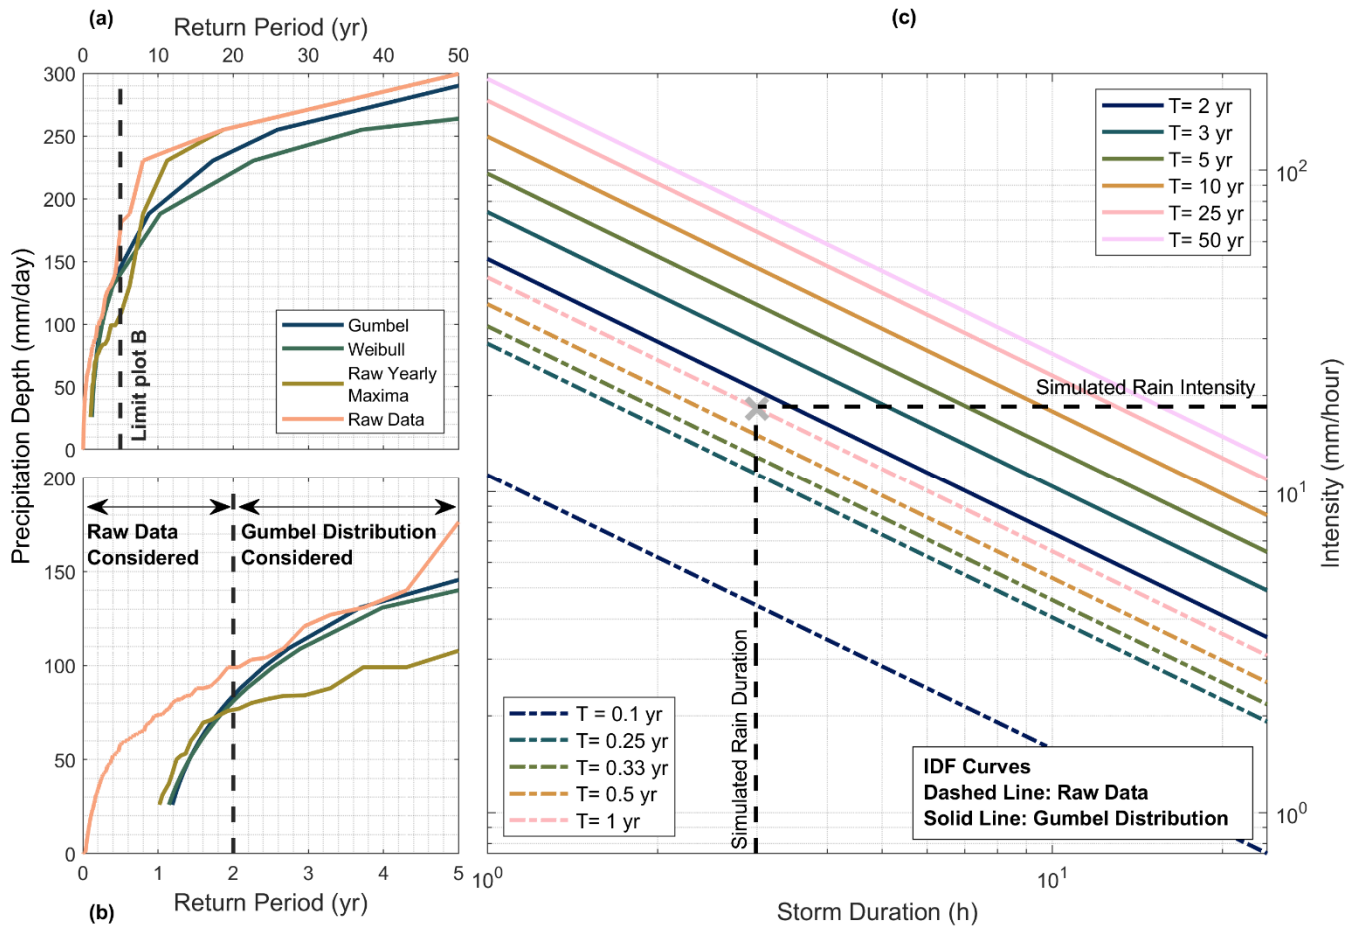 (a)
Return Period (yr)
0 10 20 30 40 50
300
250
200
150
100
50
0
Limit plot B
Gumbel
Weibull
Raw Yearly
Maxima
Raw Data
Precipitation Depth (mm/day)
200
150
100
50
0
Raw Data
Considered
Gumbel Distribution
Considered
0 1 2 3 4 5
Return Period (yr)
(b)
(c)
T= 2 yr
T= 3 yr
T= 5 yr
T= 10 yr
T= 25 yr
T= 50 yr
Simulated Rain Intensity
Simulated Rain Duration
T = 0.1 yr
T= 0.25 yr
T= 0.33 yr
T= 0.5 yr
T= 1 yr
IDF Curves
Dashed Line: Raw Data
Solid Line: Gumbel Distribution
10²
10¹
10⁰
Intensity (mm/hour)
10⁰ 10¹
Storm Duration (h)